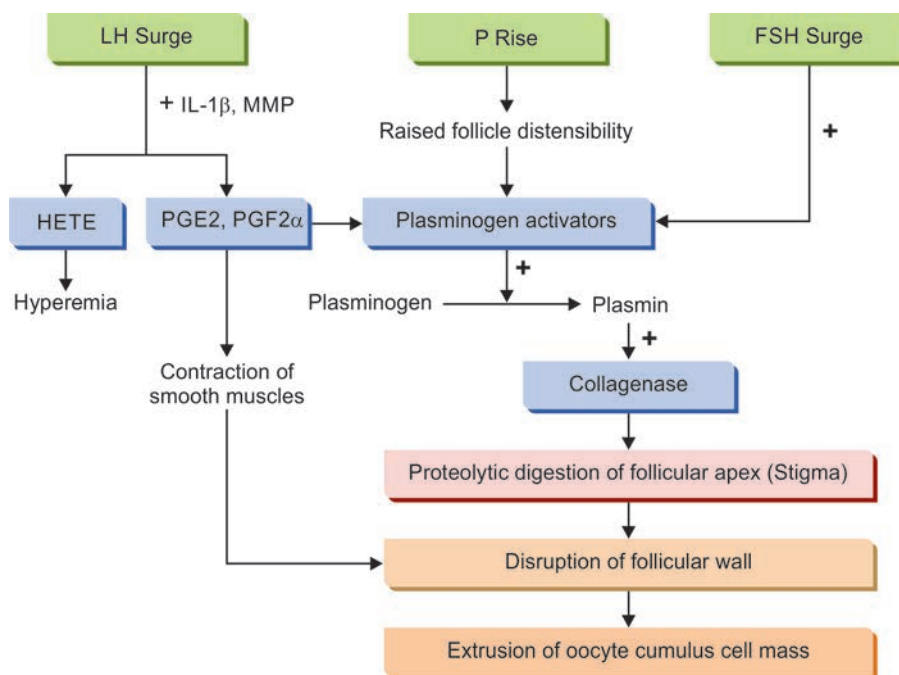 LH Surge
P Rise
FSH Surge
+ IL-1β, MMP
+
Raised follicle distensibility
HETE
PGE2, PGF2α
Plasminogen activators
+
Hyperemia
Plasminogen
Plasmin
+
Contraction of
smooth muscles
Collagenase
Proteolytic digestion of follicular apex (Stigma)
Disruption of follicular wall
Extrusion of oocyte cumulus cell mass